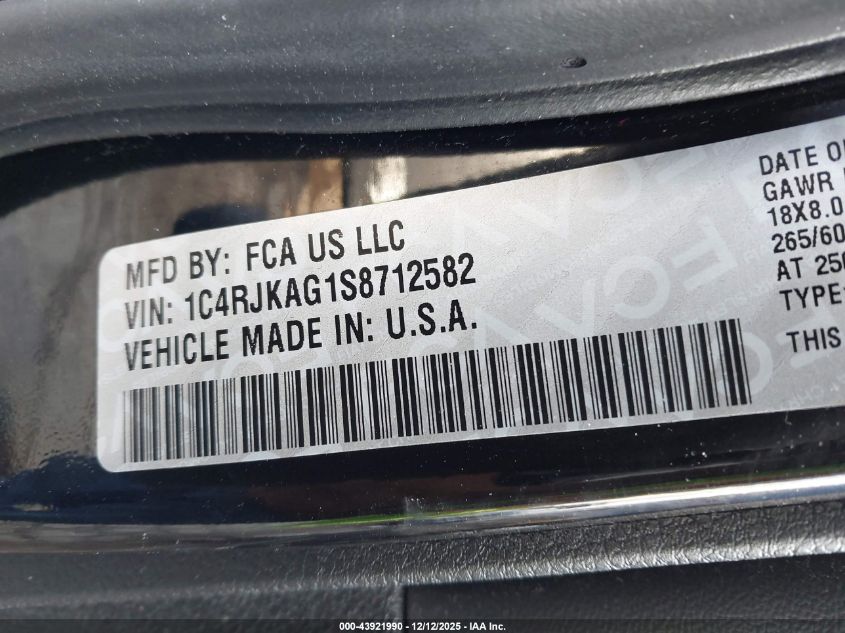 MFD BY: FCA US LLC
VIN: 1C4RJKAG1S8712582
VEHICLE MADE IN: U.S.A.
DATE O
GAWR
18X8.0
265/60
AT 25
TYPE
THIS
000-43921990 - 12/12/2025 - IAA Inc.